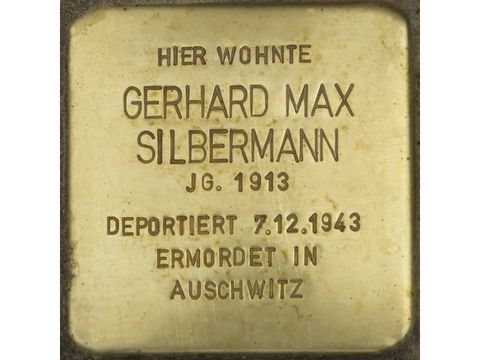 HIER WOHNTE
GERHARD MAX
SILBERMANN
JG. 1913
DEPORTIERT 7.12.1943
ERMORDET IN
AUSCHWITZ